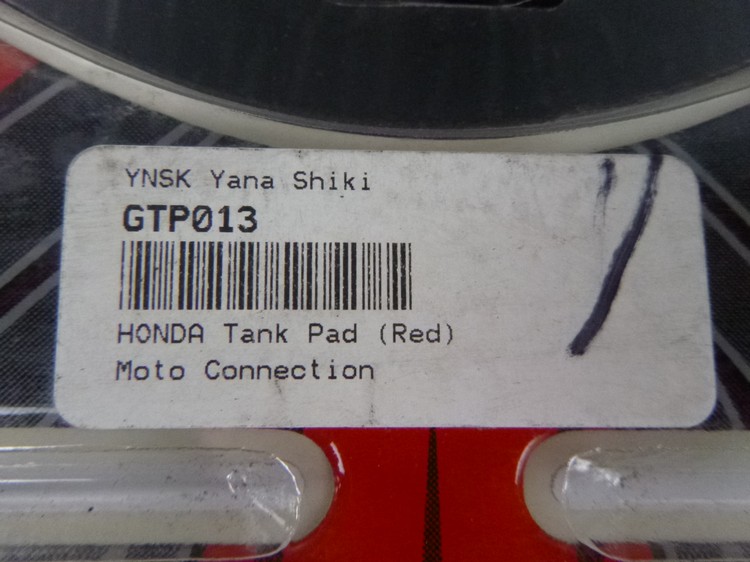 YNSK Yana Shiki
GTP013
HONDA Tank Pad (Red)
Moto Connection